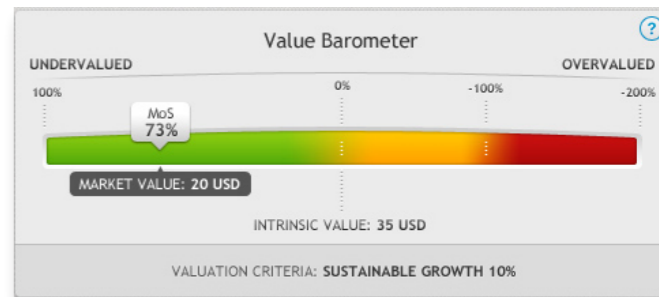 ?
Value Barometer
UNDERVALUED
OVERVALUED
100%
0%
-100%
-200%
MoS
73%
MARKET VALUE: 20 USD
INTRINSIC VALUE: 35 USD
VALUATION CRITERIA: SUSTAINABLE GROWTH 10%